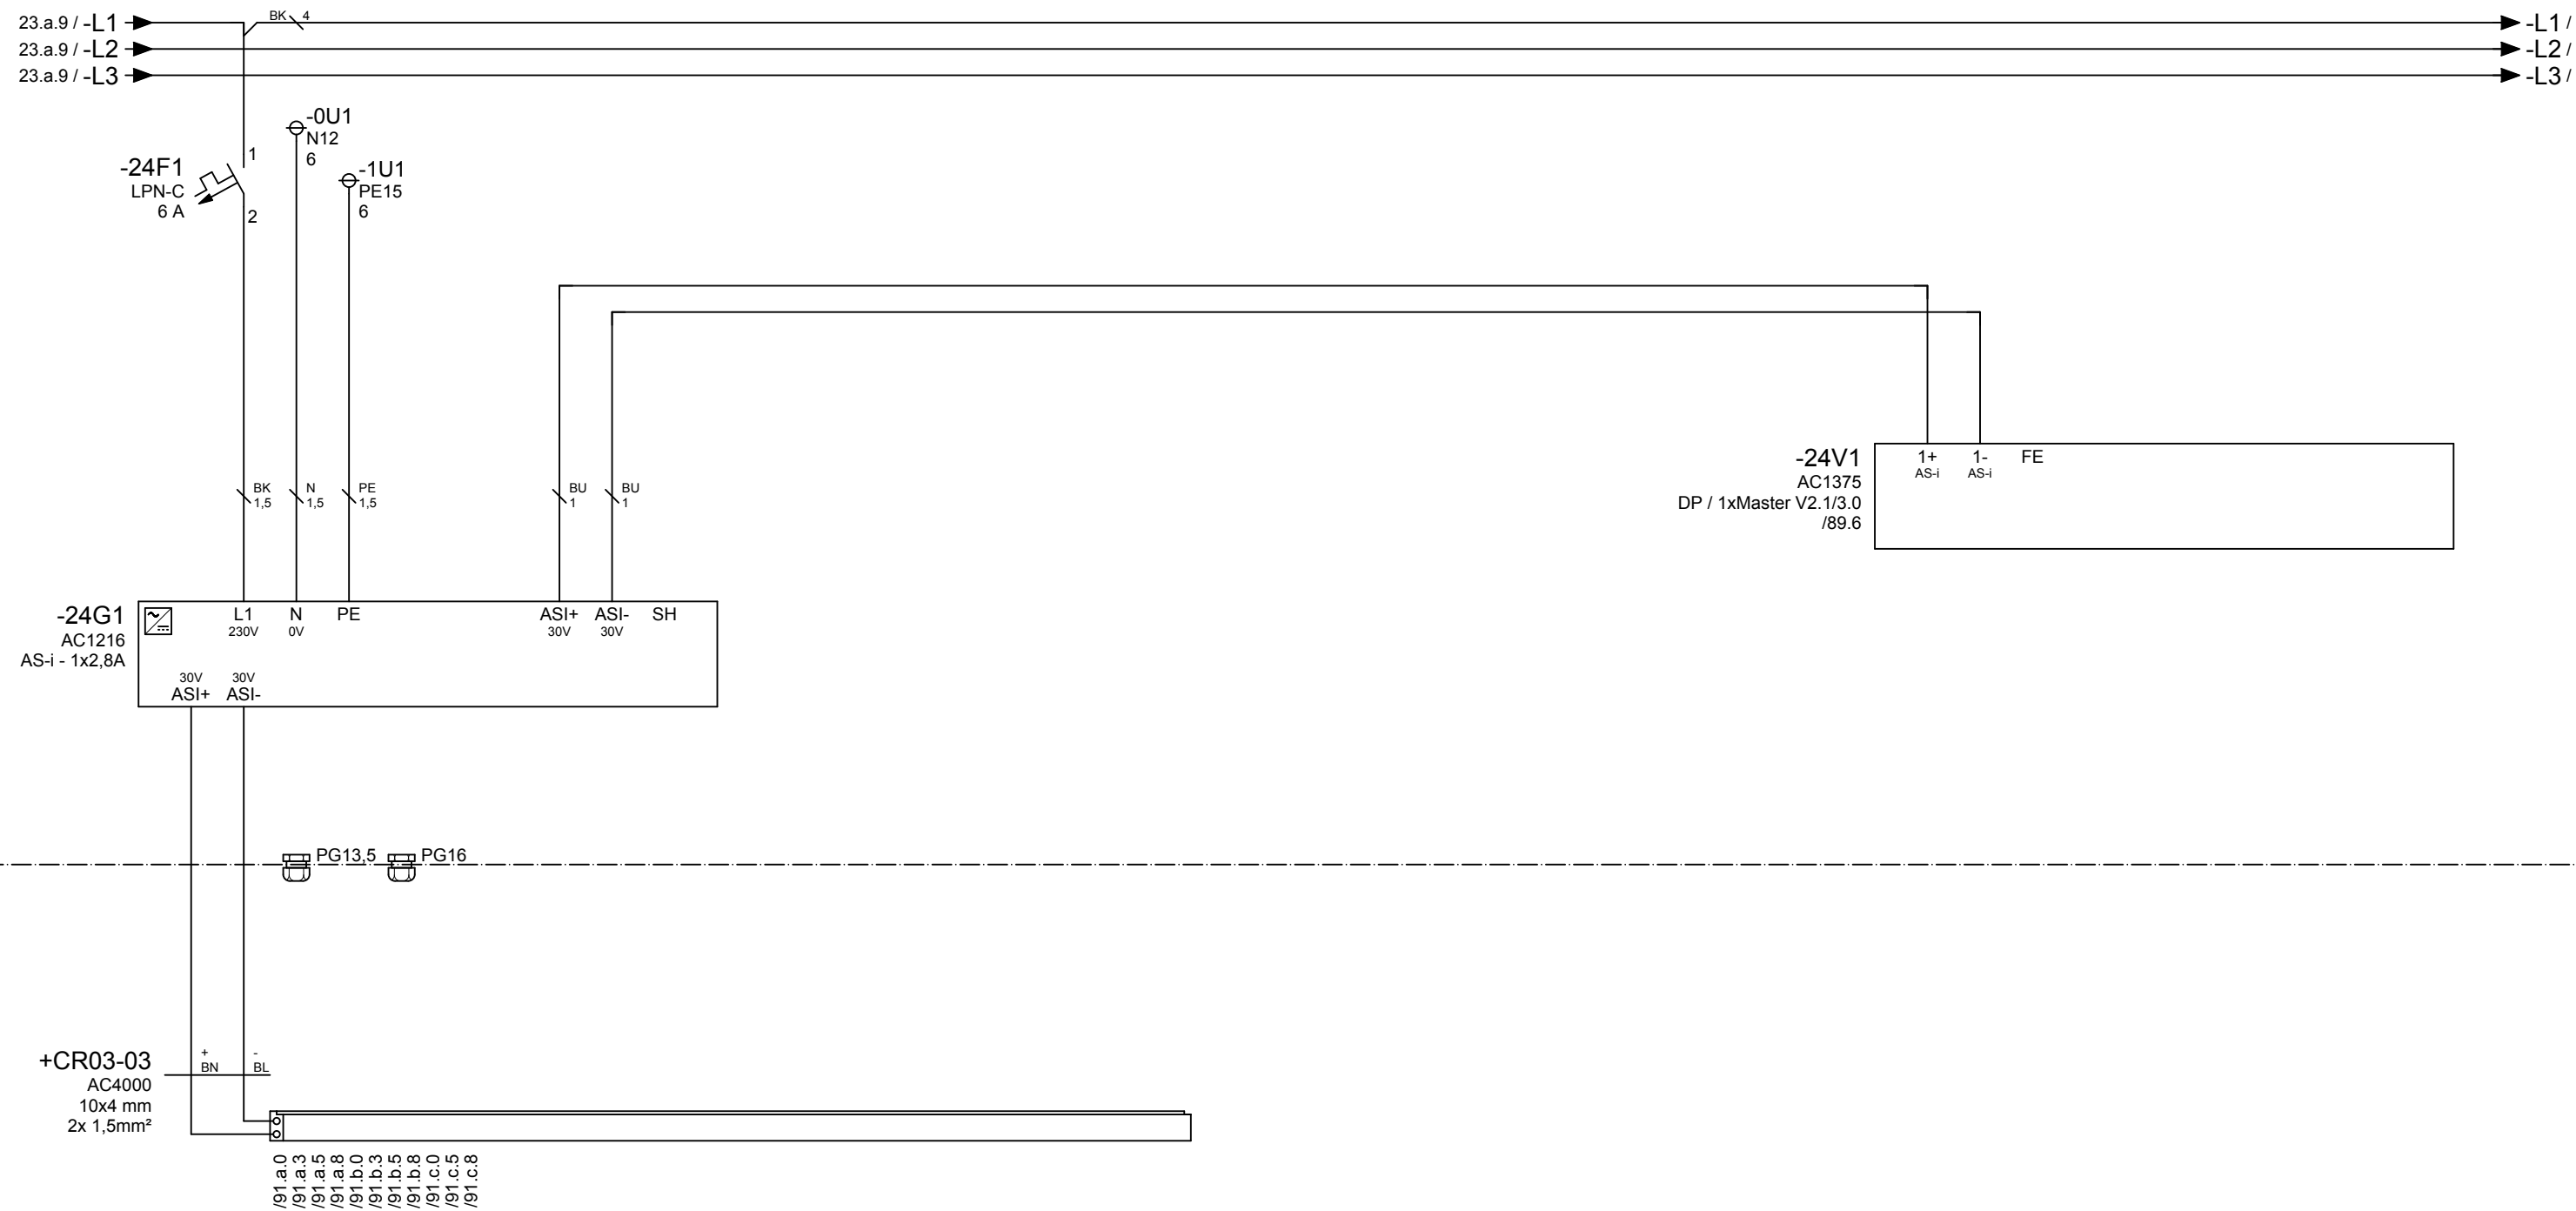 23.a.9 / -L1
BK 4
-L1 /
23.a.9 / -L2
-L2 /
23.a.9 / -L3
-L3 /
-0U1
N12
6
-24F1
LPN-C
6 A
1
2
-1U1
PE15
6
BK
1,5
N
1,5
PE
1,5
BU
1
BU
1
-24V1
AC1375
DP / 1xMaster V2.1/3.0
/89.6
1+ 1- FE
AS-i AS-i
-24G1
AC1216
AS-i - 1x2,8A
L1 N PE ASI+ ASI- SH
230V 0V 30V 30V
30V 30V
ASI+ ASI-
PG13,5 PG16
+CR03-03
AC4000
10x4 mm
2x 1,5mm²
+ -
BN BL
/91.a.0
/91.a.3
/91.a.5
/91.a.8
/91.b.0
/91.b.3
/91.b.5
/91.b.8
/91.c.0
/91.c.5
/91.c.8